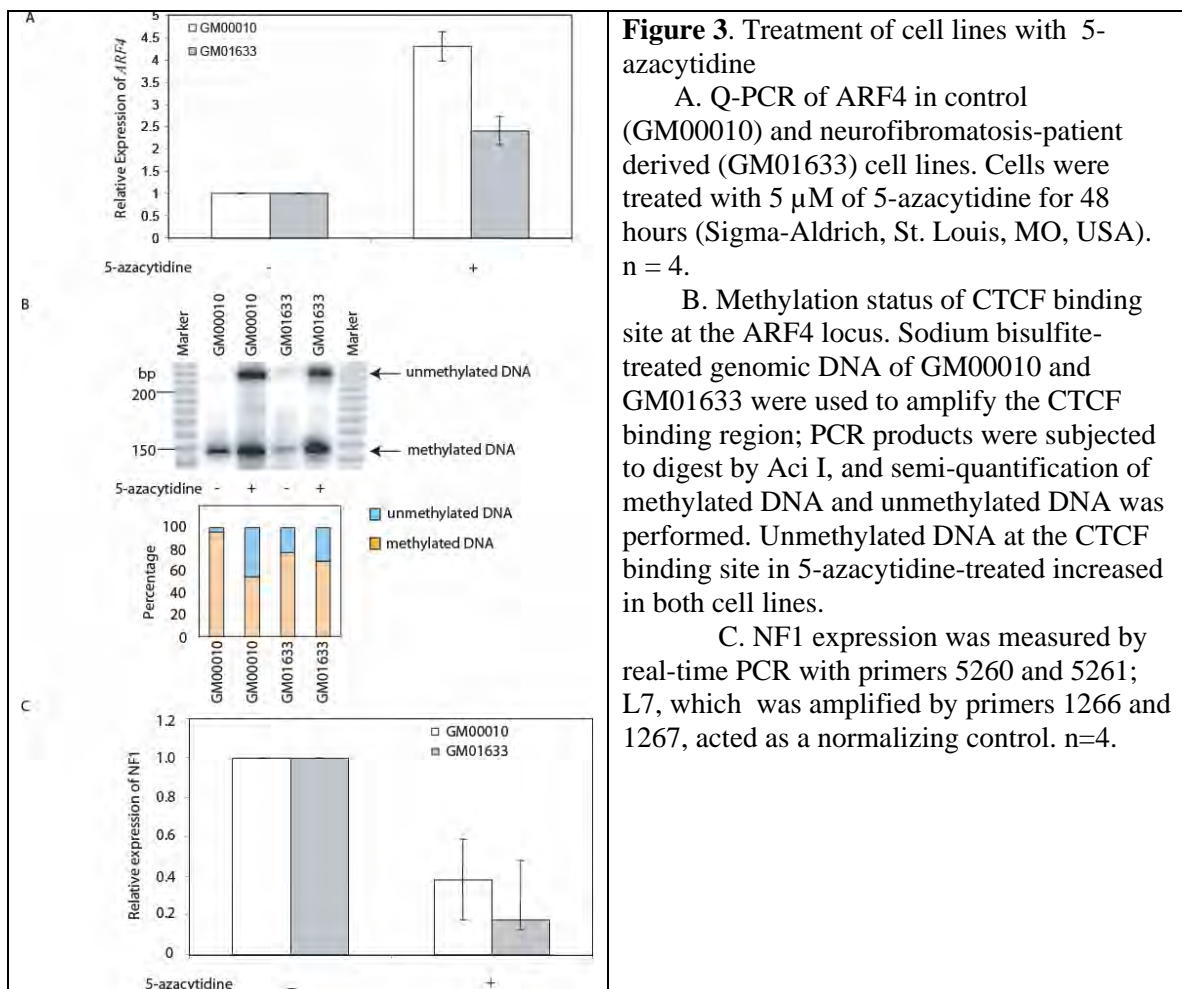 A
Relative Expression of ARF4
5
4.5
4
3.5
3
2.5
2
1.5
1
0.5
0
GM00010
GM01633
5-azacytidine
-
+
B
Marker
GM00010
GM00010
GM01633
GM01633
Marker
bp
200
150
unmethylated DNA
methylated DNA
5-azacytidine - + - +
Percentage
100
80
60
40
20
0
unmethylated DNA
methylated DNA
GM00010
GM00010
GM01633
GM01633
C
Relative expression of NF1
1.2
1.0
0.8
0.6
0.4
0.2
0
GM00010
GM01633
5-azacytidine
+
Figure 3. Treatment of cell lines with 5-
azacytidine
A. Q-PCR of ARF4 in control
(GM00010) and neurofibromatosis-patient
derived (GM01633) cell lines. Cells were
treated with 5 µM of 5-azacytidine for 48
hours (Sigma-Aldrich, St. Louis, MO, USA).
n = 4.
B. Methylation status of CTCF binding
site at the ARF4 locus. Sodium bisulfite-
treated genomic DNA of GM00010 and
GM01633 were used to amplify the CTCF
binding region; PCR products were subjected
to digest by Aci I, and semi-quantification of
methylated DNA and unmethylated DNA was
performed. Unmethylated DNA at the CTCF
binding site in 5-azacytidine-treated increased
in both cell lines.
C. NF1 expression was measured by
real-time PCR with primers 5260 and 5261;
L7, which was amplified by primers 1266 and
1267, acted as a normalizing control. n=4.